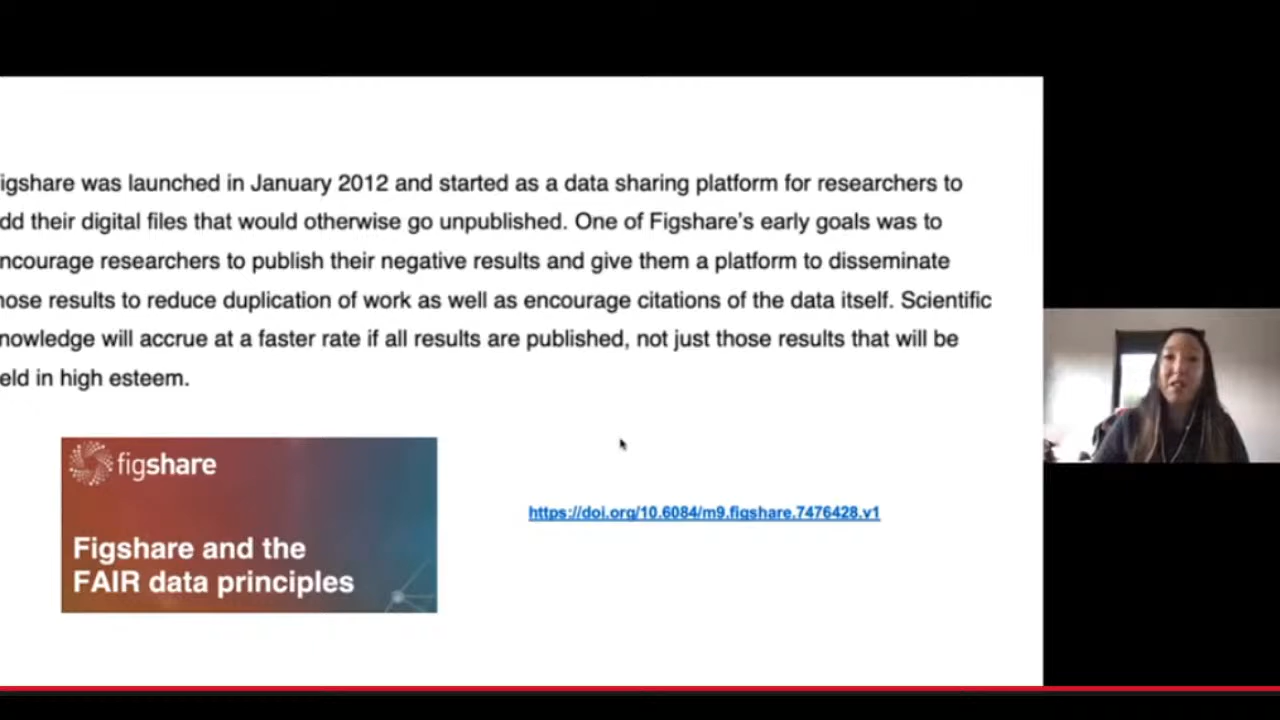 igshare was launched in January 2012 and started as a data sharing platform for researchers to
dd their digital files that would otherwise go unpublished. One of Figshare's early goals was to
ncourage researchers to publish their negative results and give them a platform to disseminate
hose results to reduce duplication of work as well as encourage citations of the data itself. Scientific
nowledge will accrue at a faster rate if all results are published, not just those results that will be
eld in high esteem.
figshare
Figshare and the
FAIR data principles
https://doi.org/10.6084/m9.figshare.7476428.v1